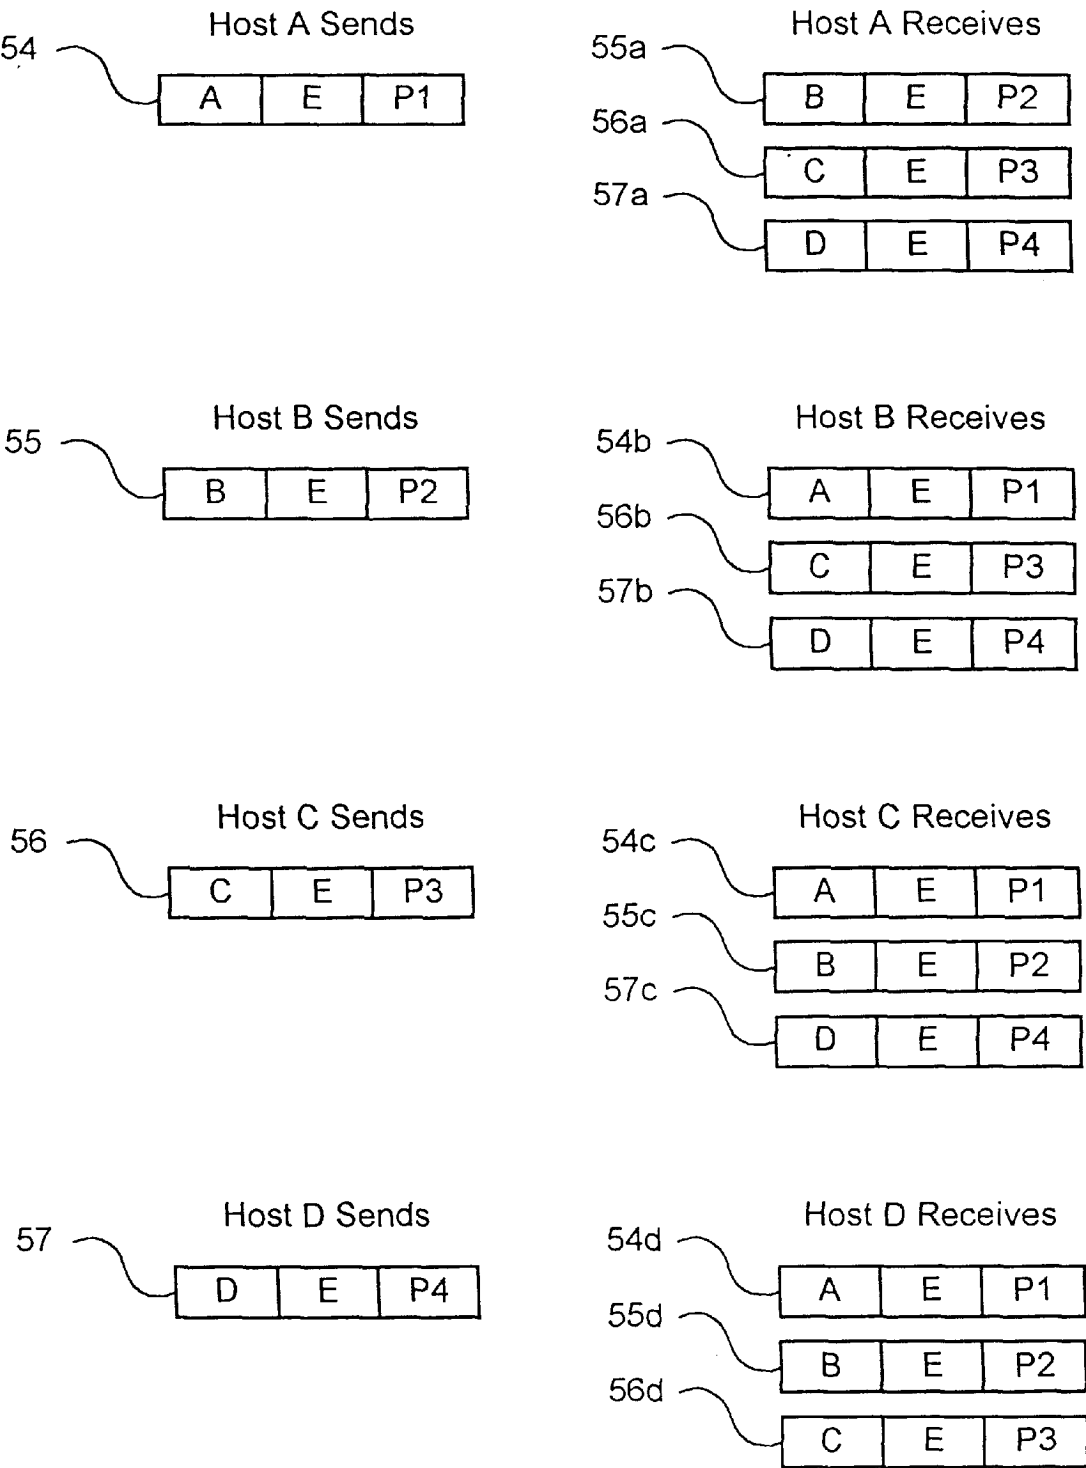 Host A Sends
54
A E P1
Host A Receives
55a
B E P2
56a
C E P3
57a
D E P4
Host B Sends
55
B E P2
Host B Receives
54b
A E P1
56b
C E P3
57b
D E P4
Host C Sends
56
C E P3
Host C Receives
54c
A E P1
55c
B E P2
57c
D E P4
Host D Sends
57
D E P4
Host D Receives
54d
A E P1
55d
B E P2
56d
C E P3